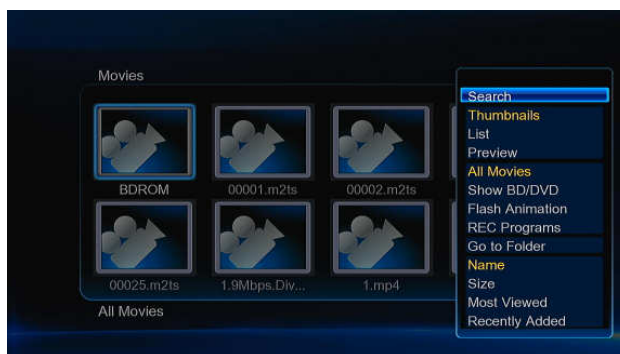 Movies
BDROM
00001.m2ts
00002.m2ts
00025.m2ts
1.9Mbps.Div...
1.mp4
All Movies
Search
Thumbnails
List
Preview
All Movies
Show BD/DVD
Flash Animation
REC Programs
Go to Folder
Name
Size
Most Viewed
Recently Added